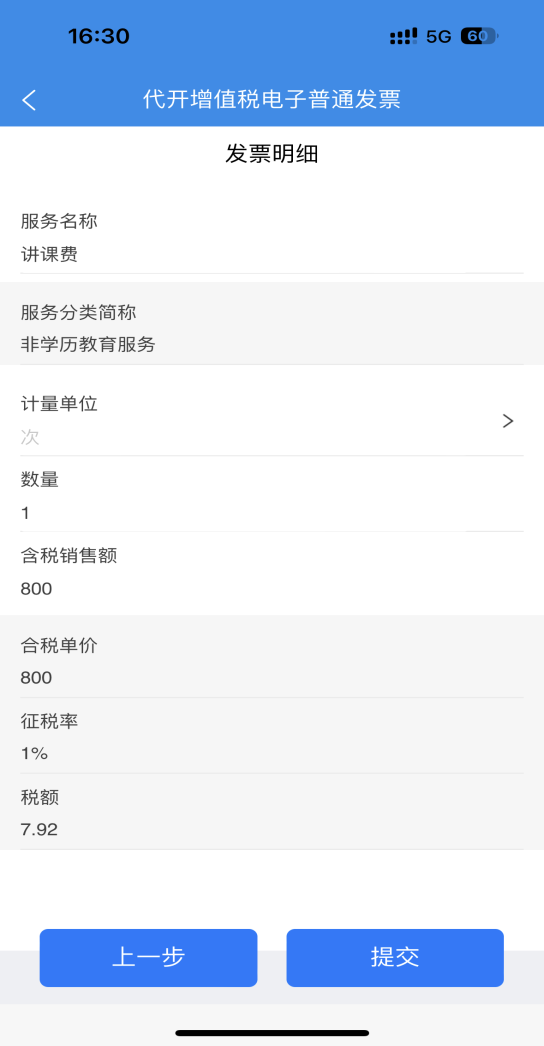 16:30
5G
60
代开增值税电子普通发票
发票明细
服务名称
讲课费
服务分类简称
非学历教育服务
计量单位
次
数量
1
含税销售额
800
含税单价
800
征税率
1%
税额
7.92
上一步
提交